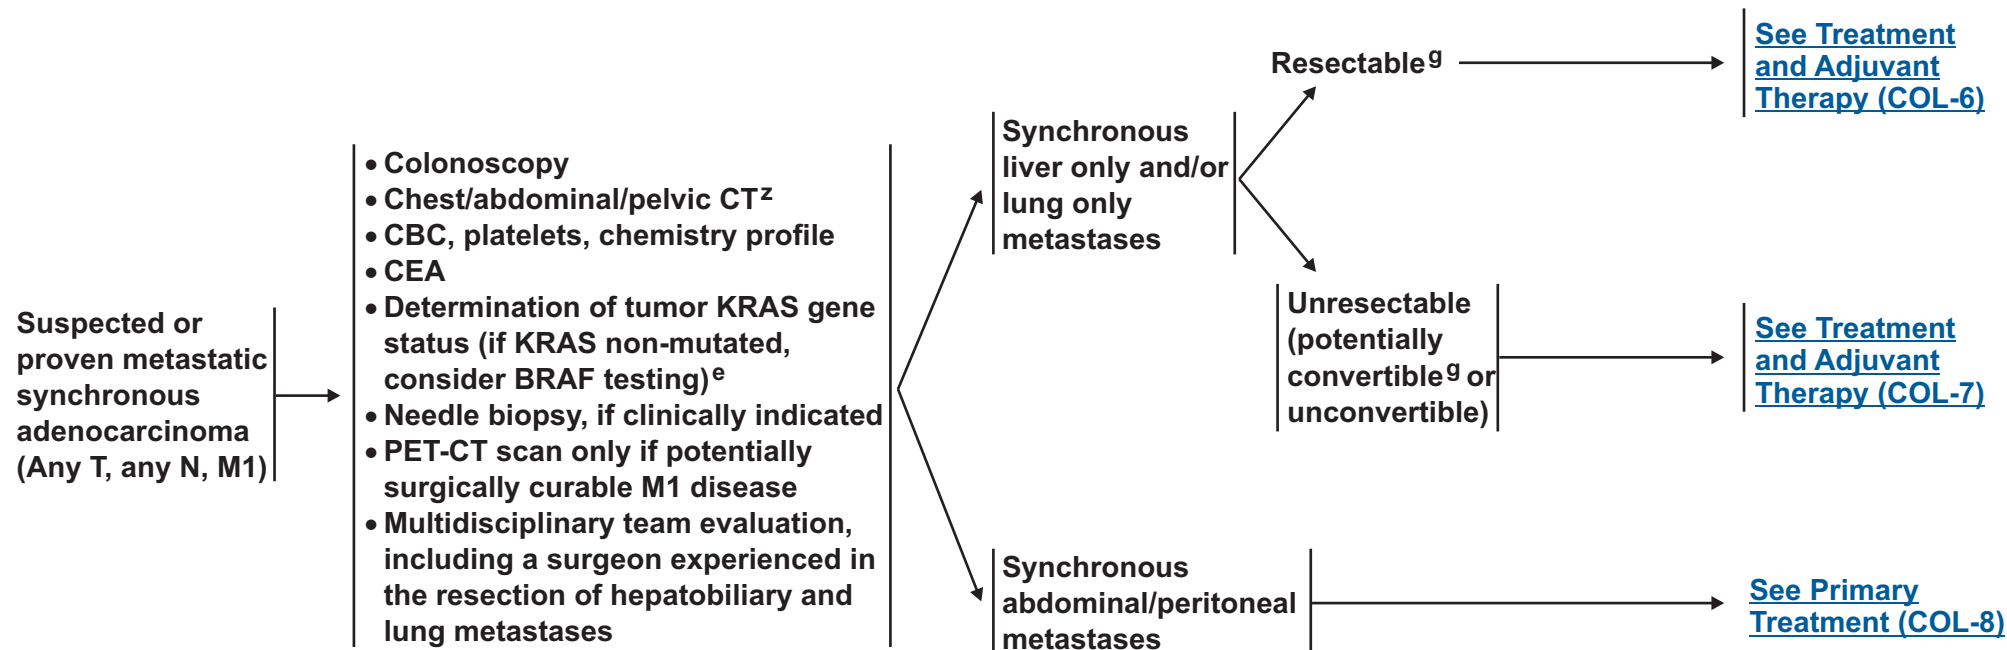 Suspected or
proven metastatic
synchronous
adenocarcinoma
(Any T, any N, M1)
• Colonoscopy
• Chest/abdominal/pelvic CTz
• CBC, platelets, chemistry profile
• CEA
• Determination of tumor KRAS gene
status (if KRAS non-mutated,
consider BRAF testing)e
• Needle biopsy, if clinically indicated
• PET-CT scan only if potentially
surgically curable M1 disease
• Multidisciplinary team evaluation,
including a surgeon experienced in
the resection of hepatobiliary and
lung metastases
Synchronous
liver only and/or
lung only
metastases
Resectableg
See Treatment
and Adjuvant
Therapy (COL-6)
Unresectable
(potentially
convertibleg or
unconvertible)
See Treatment
and Adjuvant
Therapy (COL-7)
Synchronous
abdominal/peritoneal
metastases
See Primary
Treatment (COL-8)